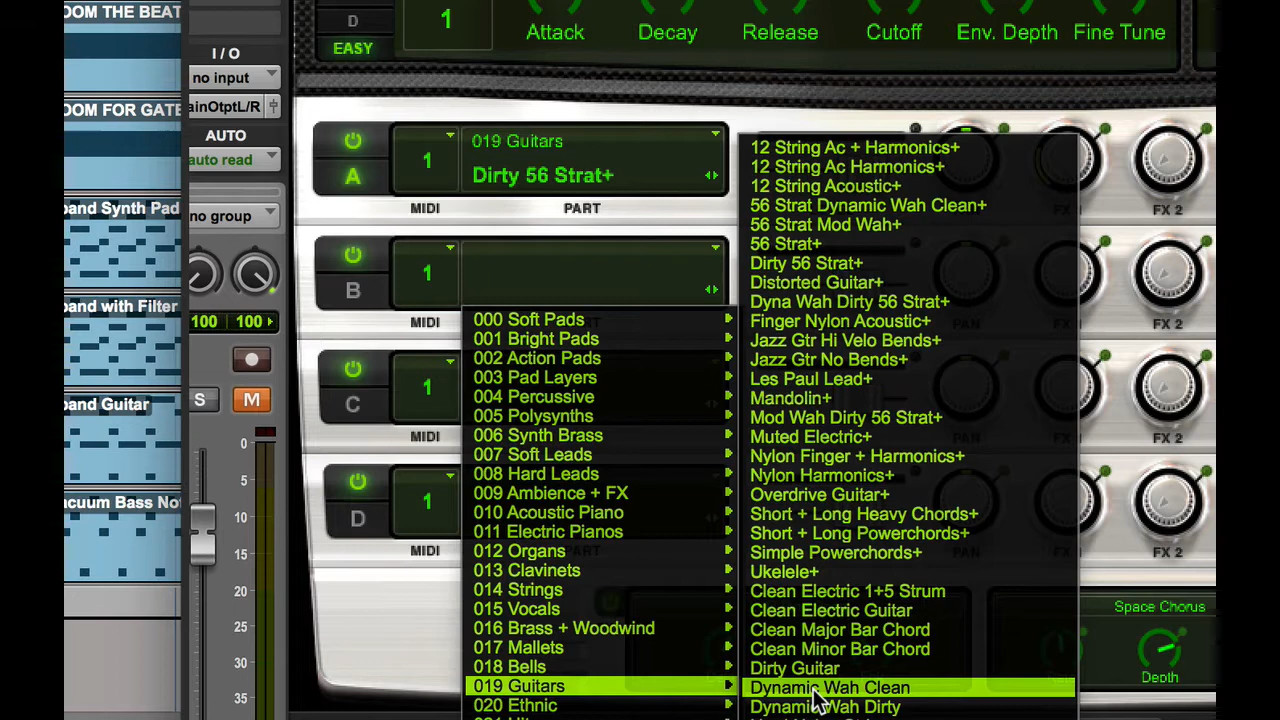 OOM THE BEAT
OOM FOR GATE
band Synth Pad
band with Filter
band Guitar
Vacuum Bass Not
I / O
no input
ainOtptL/R
AUTO
auto read
no group
100
100
S
M
0
5
10
15
20
25
30
35
D
EASY
1
Attack
Decay
Release
Cutoff
Env. Depth
Fine Tune
A
1
019 Guitars
Dirty 56 Strat+
MIDI
PART
FX 2
B
1
MIDI
PAN
FX 2
C
1
MIDI
PAN
FX 2
D
1
MIDI
PAN
FX 2
000 Soft Pads
001 Bright Pads
002 Action Pads
003 Pad Layers
004 Percussive
005 Polysynths
006 Synth Brass
007 Soft Leads
008 Hard Leads
009 Ambience + FX
010 Acoustic Piano
011 Electric Pianos
012 Organs
013 Clavinets
014 Strings
015 Vocals
016 Brass + Woodwind
017 Mallets
018 Bells
019 Guitars
020 Ethnic
12 String Ac + Harmonics+
12 String Ac Harmonics+
12 String Acoustic+
56 Strat Dynamic Wah Clean+
56 Strat Mod Wah+
56 Strat+
Dirty 56 Strat+
Distorted Guitar+
Dyna Wah Dirty 56 Strat+
Finger Nylon Acoustic+
Jazz Gtr Hi Velo Bends+
Jazz Gtr No Bends+
Les Paul Lead+
Mandolin+
Mod Wah Dirty 56 Strat+
Muted Electric+
Nylon Finger + Harmonics+
Nylon Harmonics+
Overdrive Guitar+
Short + Long Heavy Chords+
Short + Long Powerchords+
Simple Powerchords+
Ukelele+
Clean Electric 1+5 Strum
Clean Electric Guitar
Clean Major Bar Chord
Clean Minor Bar Chord
Dirty Guitar
Dynamic Wah Clean
Dynamic Wah Dirty
Space Chorus
Depth